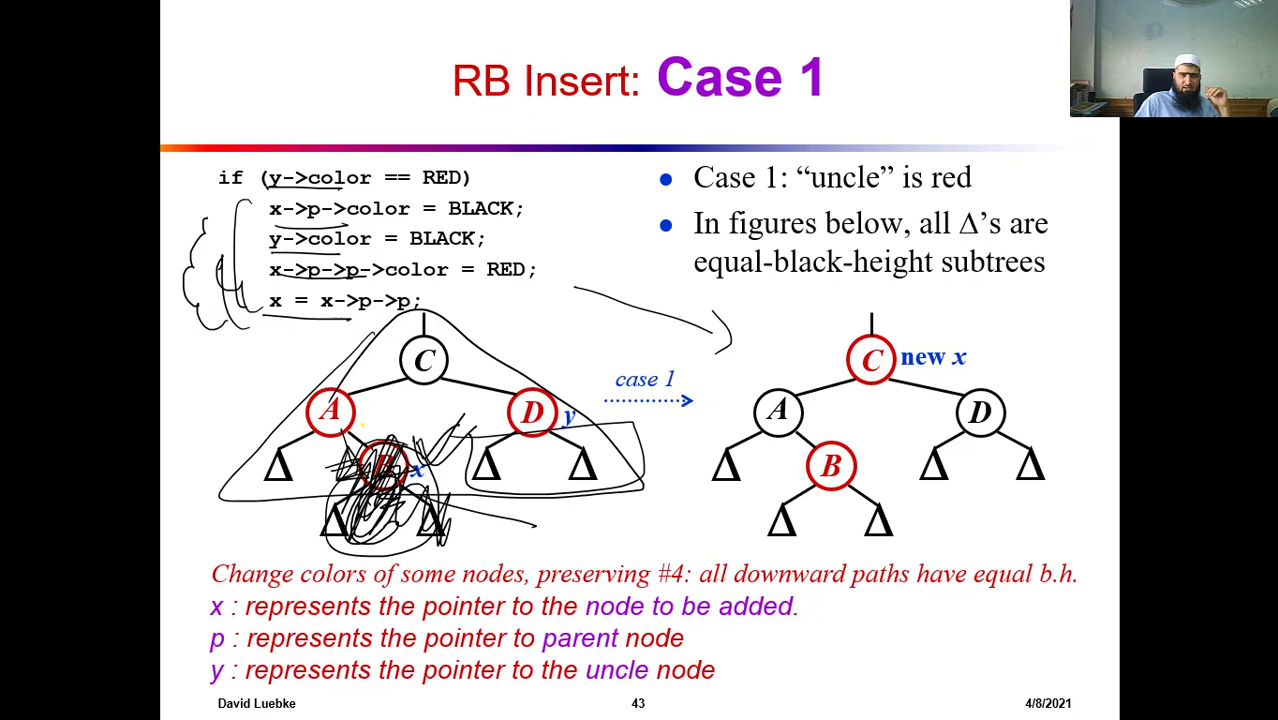 RB Insert: Case 1
if (y->color == RED)
x->p->color = BLACK;
y->color = BLACK;
x->p->p->color = RED;
x = x->p->p;
● Case 1: “uncle” is red
● In figures below, all Δ’s are
equal-black-height subtrees
C
A
D y
B x
Δ Δ Δ
Δ Δ
case 1
C new x
A
D
B
Δ Δ Δ
Δ Δ
Change colors of some nodes, preserving #4: all downward paths have equal b.h.
x : represents the pointer to the node to be added.
p : represents the pointer to parent node
y : represents the pointer to the uncle node
David Luebke
43
4/8/2021